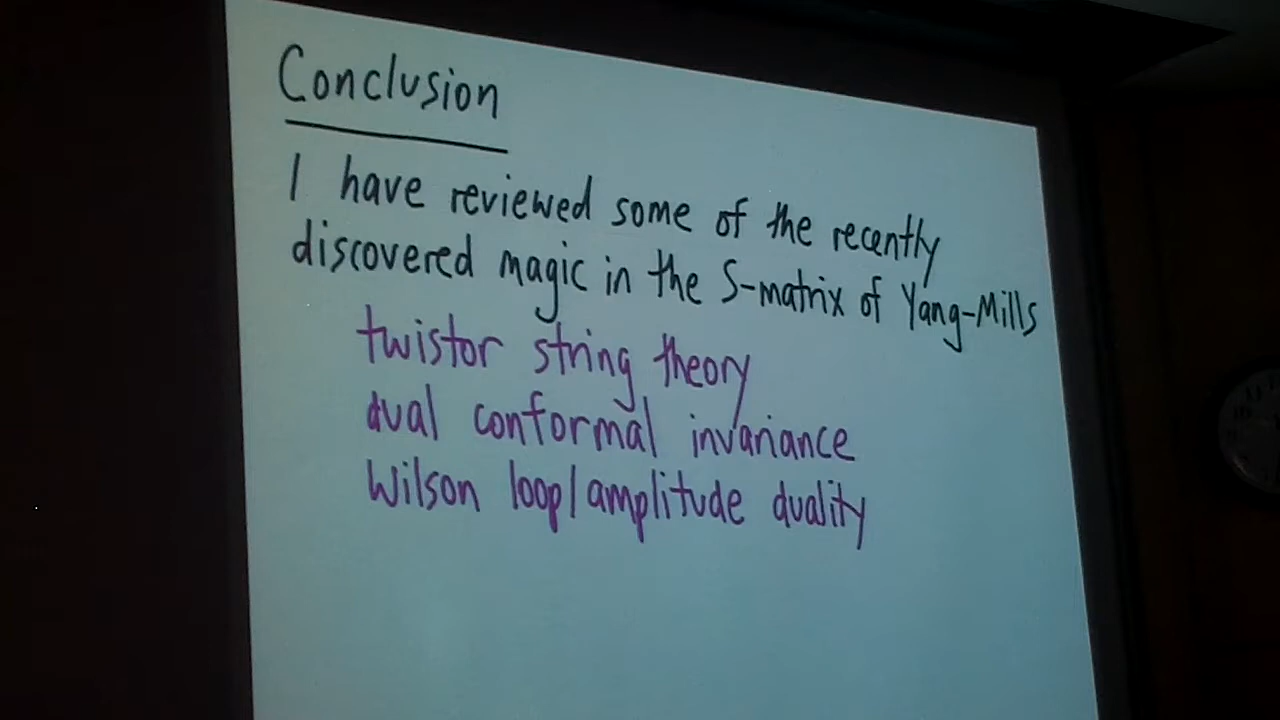 Conclusion
I have reviewed some of the recently
discovered magic in the S-matrix of Yang-Mills
twistor string theory
dual conformal invariance
Wilson loop/amplitude duality